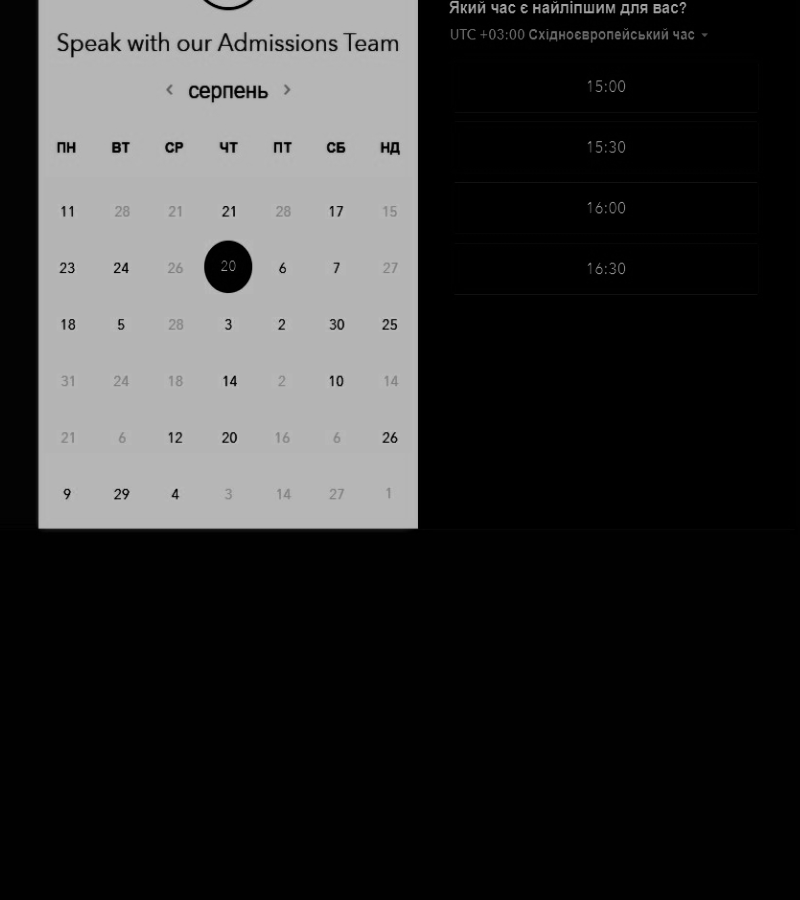 Speak with our Admissions Team
серпень
ПН ВТ СР ЧТ ПТ СБ НД
11 28 21 21 28 17 15
23 24 26 20 6 7 27
18 5 28 3 2 30 25
31 24 18 14 2 10 14
21 6 12 20 16 6 26
9 29 4 3 14 27 1
Який час є найліпшим для вас?
UTC +03:00 Східноєвропейський час
15:00
15:30
16:00
16:30